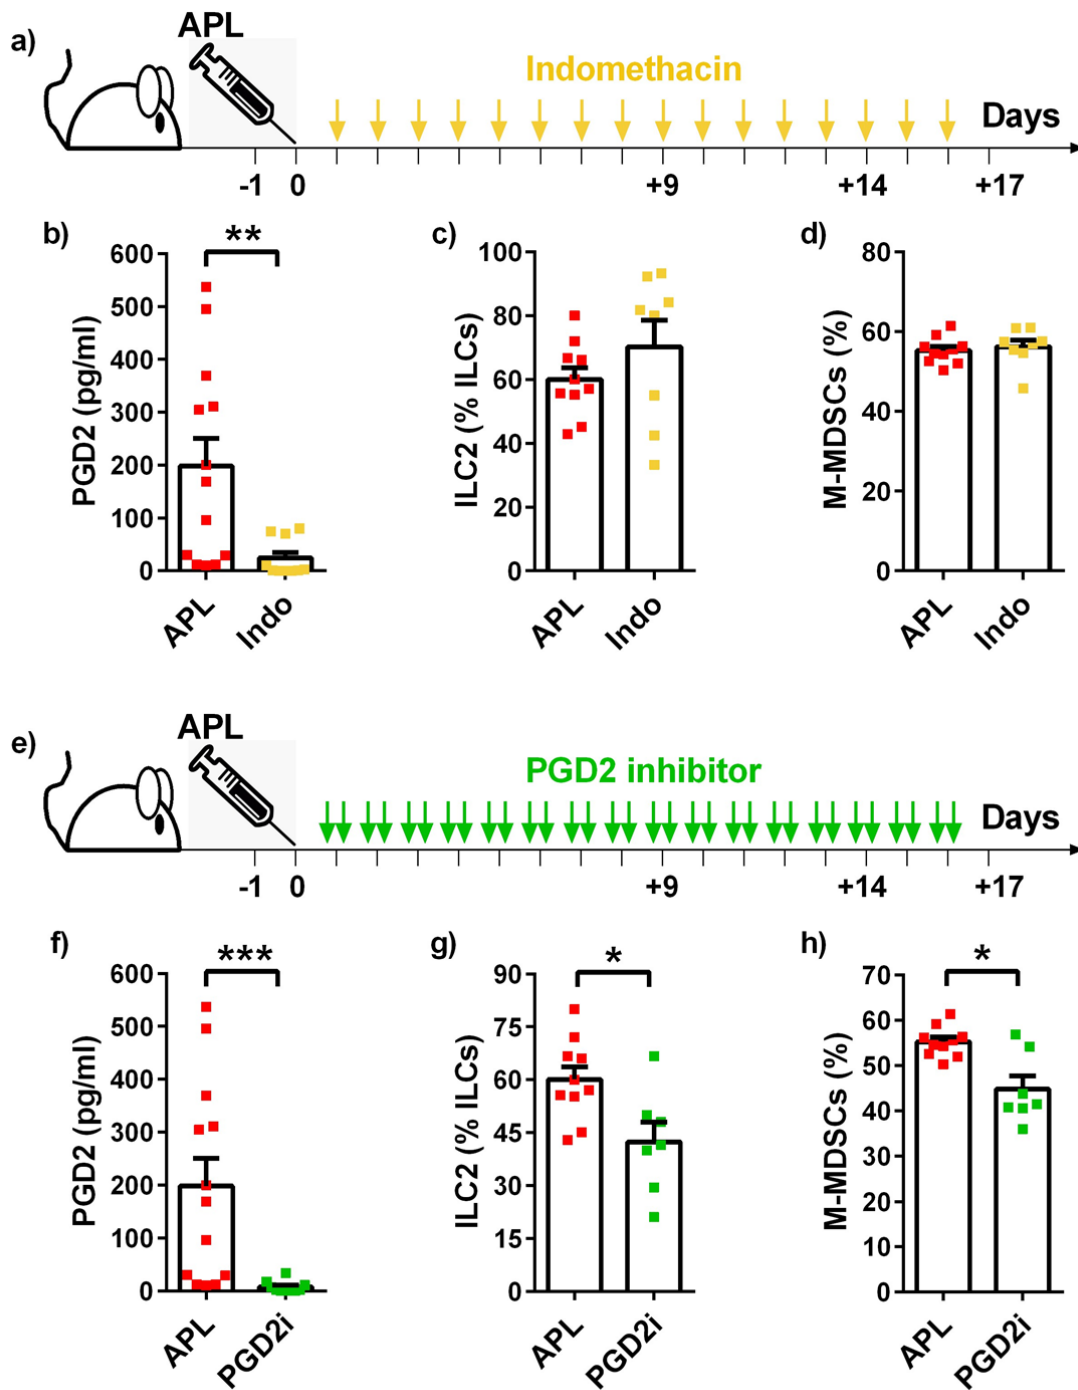 a)
APL
Indomethacin
Days
-1 0 +9 +14 +17
b)
**
PGD2 (pg/ml)
600
500
400
300
200
100
0
APL Indo
c)
ILC2 (% ILCs)
100
80
60
40
20
0
APL Indo
d)
M-MDSCs (%)
80
60
40
20
0
APL Indo
e)
APL
PGD2 inhibitor
Days
-1 0 +9 +14 +17
f)
***
PGD2 (pg/ml)
600
500
400
300
200
100
0
APL PGD2i
g)
*
ILC2 (% ILCs)
90
75
60
45
30
15
0
APL PGD2i
h)
*
M-MDSCs (%)
70
60
50
40
30
20
10
0
APL PGD2i